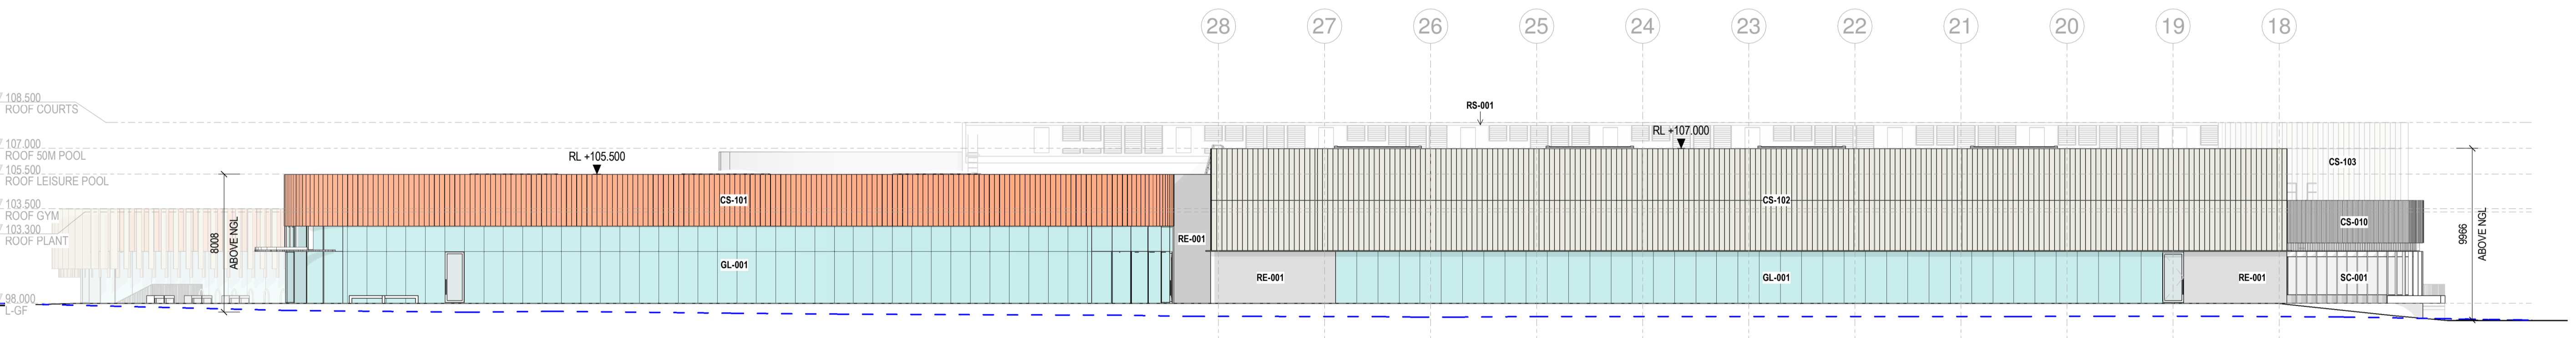 28 27 26 25 24 23 22 21 20 19 18
108.500
ROOF COURTS
RS-001
RL +107.000
107.000
ROOF 50M POOL
RL +105.500
CS-103
105.500
ROOF LEISURE POOL
CS-101
CS-102
103.500
ROOF GYM
CS-010
103.300
ROOF PLANT
8008
ABOVE NGL
RE-001
9966
ABOVE NGL
GL-001
RE-001
GL-001
RE-001
SC-001
98.000
L-GF